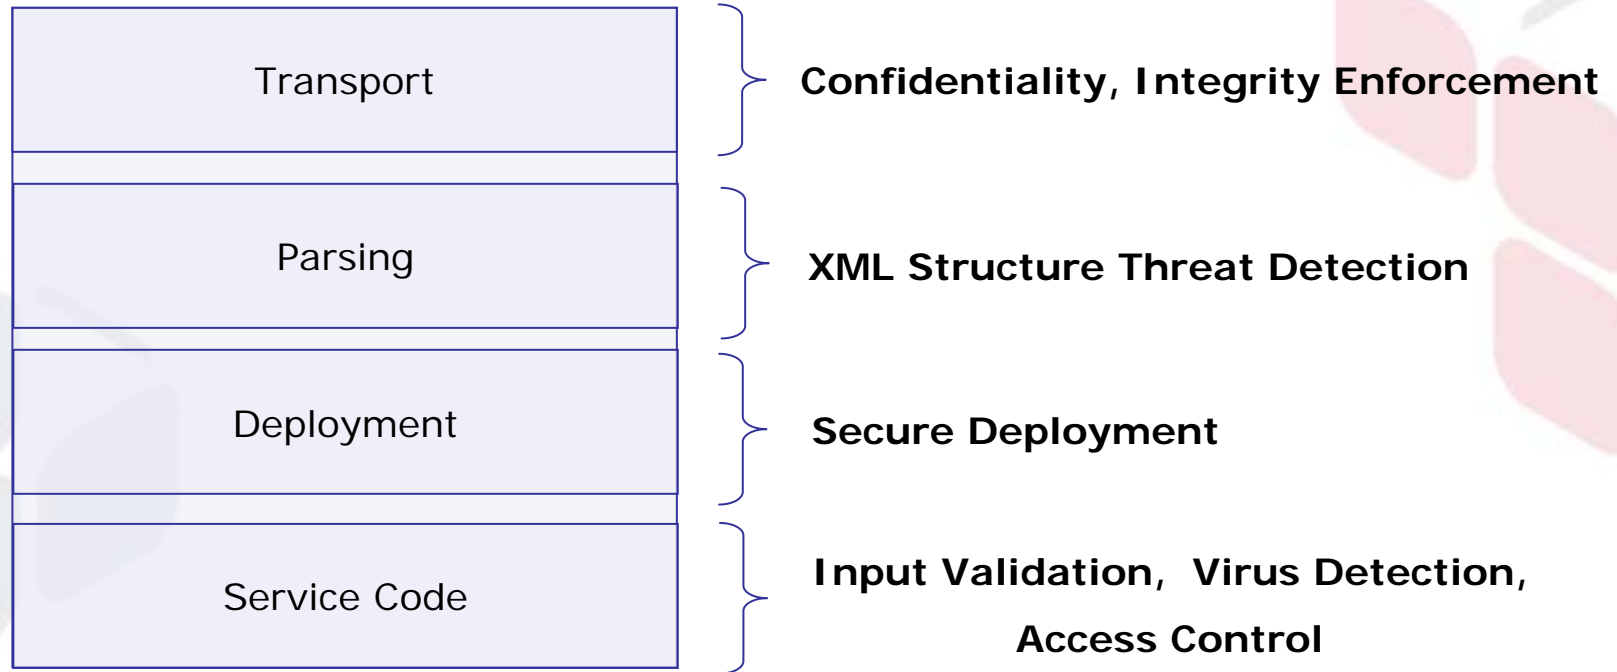 Transport
Confidentiality, Integrity Enforcement
Parsing
XML Structure Threat Detection
Deployment
Secure Deployment
Service Code
Input Validation, Virus Detection,
Access Control